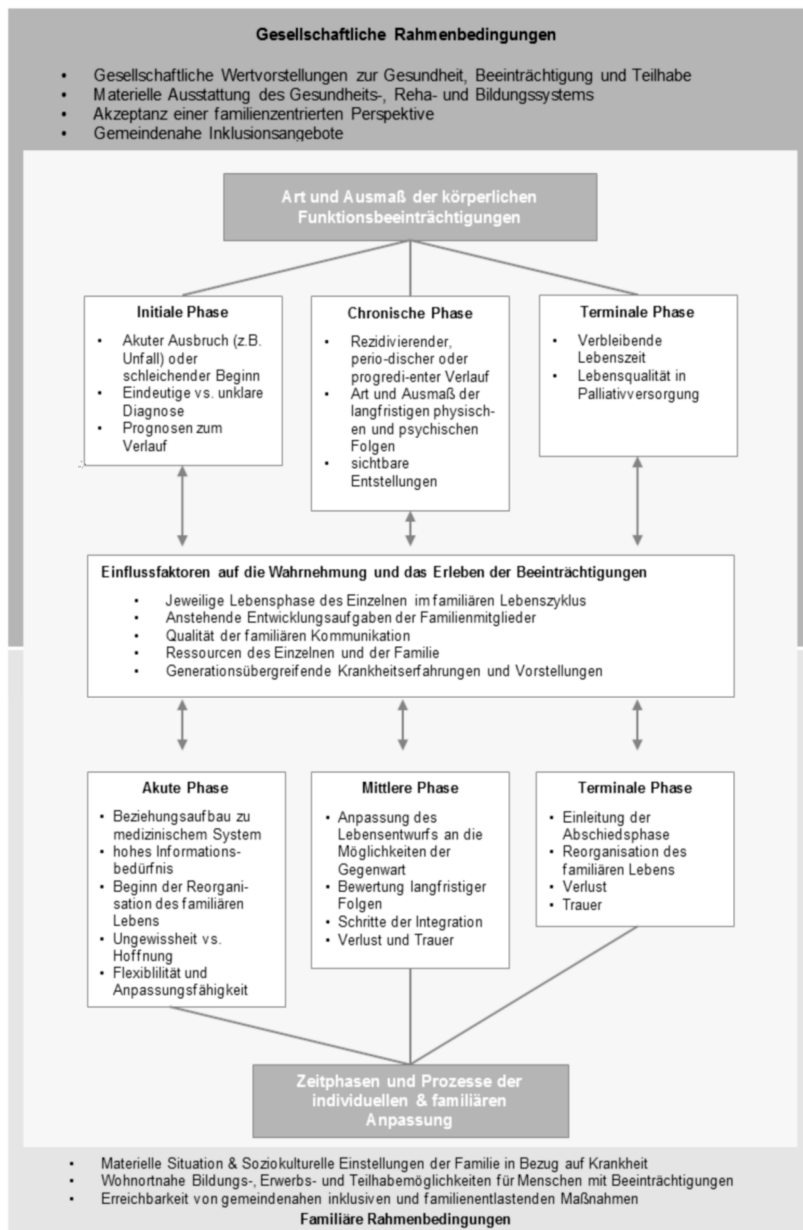 Gesellschaftliche Rahmenbedingungen
• Gesellschaftliche Wertvorstellungen zur Gesundheit, Beeinträchtigung und Teilhabe
• Materielle Ausstattung des Gesundheits-, Reha- und Bildungssystems
• Akzeptanz einer familienzentrierten Perspektive
• Gemeindenahe Inklusionsangebote
Art und Ausmaß der körperlichen
Funktionsbeeinträchtigungen
Initiale Phase
• Akuter Ausbruch (z.B.
Unfall) oder
schleichender Beginn
• Eindeutige vs. unklare
Diagnose
• Prognosen zum
Verlauf
Chronische Phase
• Rezidivierender,
perio-discher oder
progredi-enter Verlauf
• Art und Ausmaß der
langfristigen physisch-
en und psychischen
Folgen
• sichtbare
Entstellungen
Terminale Phase
• Verbleibende
Lebenszeit
• Lebensqualität in
Palliativversorgung
Einflussfaktoren auf die Wahrnehmung und das Erleben der Beeinträchtigungen
• Jeweilige Lebensphase des Einzelnen im familiären Lebenszyklus
• Anstehende Entwicklungsaufgaben der Familienmitglieder
• Qualität der familiären Kommunikation
• Ressourcen des Einzelnen und der Familie
• Generationsübergreifende Krankheitserfahrungen und Vorstellungen
Akute Phase
• Beziehungsaufbau zu
medizinischem System
• hohes Informations-
bedürfnis
• Beginn der Reorgani-
sation des familiären
Lebens
• Ungewissheit vs.
Hoffnung
• Flexiblilität und
Anpassungsfähigkeit
Mittlere Phase
• Anpassung des
Lebensentwurfs an die
Möglichkeiten der
Gegenwart
• Bewertung langfristiger
Folgen
• Schritte der Integration
• Verlust und Trauer
Terminale Phase
• Einleitung der
Abschiedsphase
• Reorganisation des
familiären Lebens
• Verlust
• Trauer
Zeitphasen und Prozesse der
individuellen & familiären
Anpassung
• Materielle Situation & Soziokulturelle Einstellungen der Familie in Bezug auf Krankheit
• Wohnortnahe Bildungs-, Erwerbs- und Teilhabemöglichkeiten für Menschen mit Beeinträchtigungen
• Erreichbarkeit von gemeindenahen inklusiven und familienentlastenden Maßnahmen
Familiäre Rahmenbedingungen